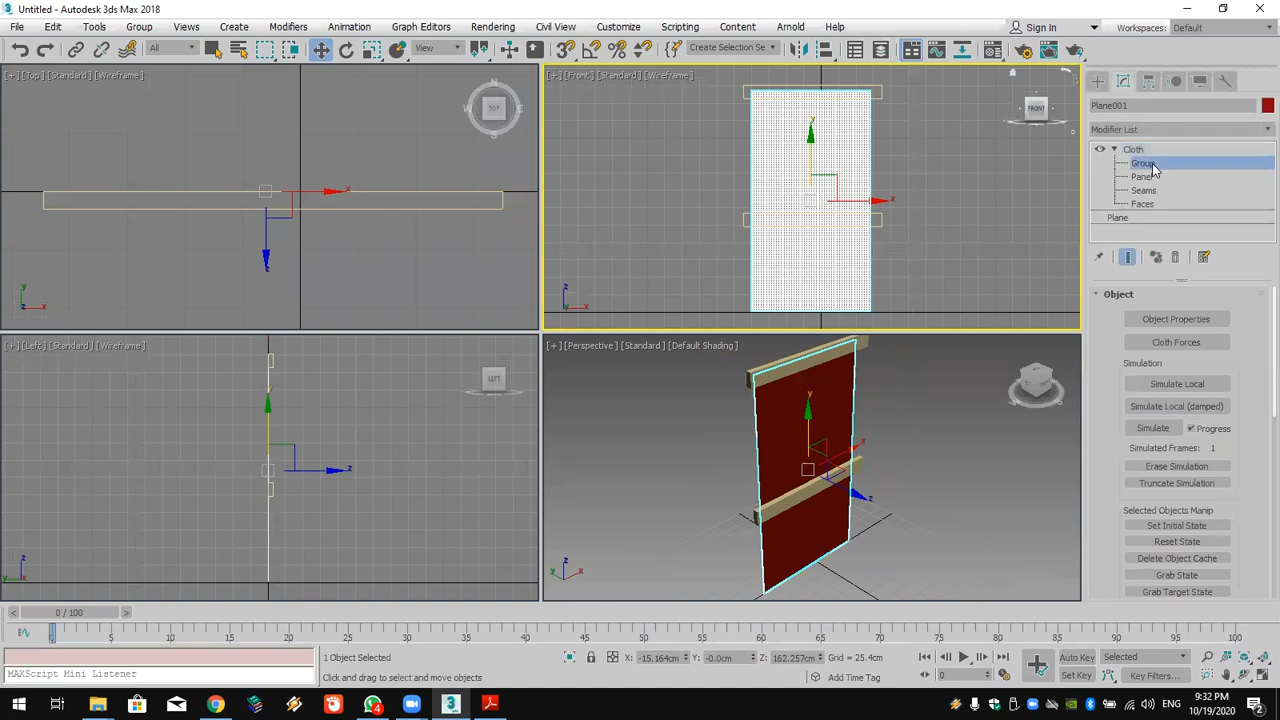 Untitled - Autodesk 3ds Max 2018
File Edit Tools Group Views Create Modifiers Animation Graph Editors Rendering Civil View Customize Scripting Content Arnold Help Sign In Workspaces: Default
All View Create Selection Se
[+] [Top] [Standard] [Wireframe]
[+] [Front] [Standard] [Wireframe]
N W E S TOP
FRONT
Plane001
Modifier List
Cloth
Group
Panel
Seams
Faces
Plane
Object
Object Properties
Cloth Forces
Simulation
Simulate Local
Simulate Local (damped)
Simulate Progress
Simulated Frames: 1
Erase Simulation
Truncate Simulation
Selected Objects Manip
Set Initial State
Reset State
Delete Object Cache
Grab State
Grab Target State
[+] [Left] [Standard] [Wireframe]
[+] [Perspective] [Standard] [Default Shading]
LEFT
0 / 100
5 10 15 20 25 30 35 40 45 50 55 60 65 70 75 80 85 90 95 100
1 Object Selected
X: -15.164cm Y: -0.0cm Z: 162.257cm Grid = 25.4cm
Auto Key Selected
MAXScript Mini Listener
Click and drag to select and move objects
Add Time Tag
0
Set Key Key Filters...
ENG
9:32 PM
10/19/2020